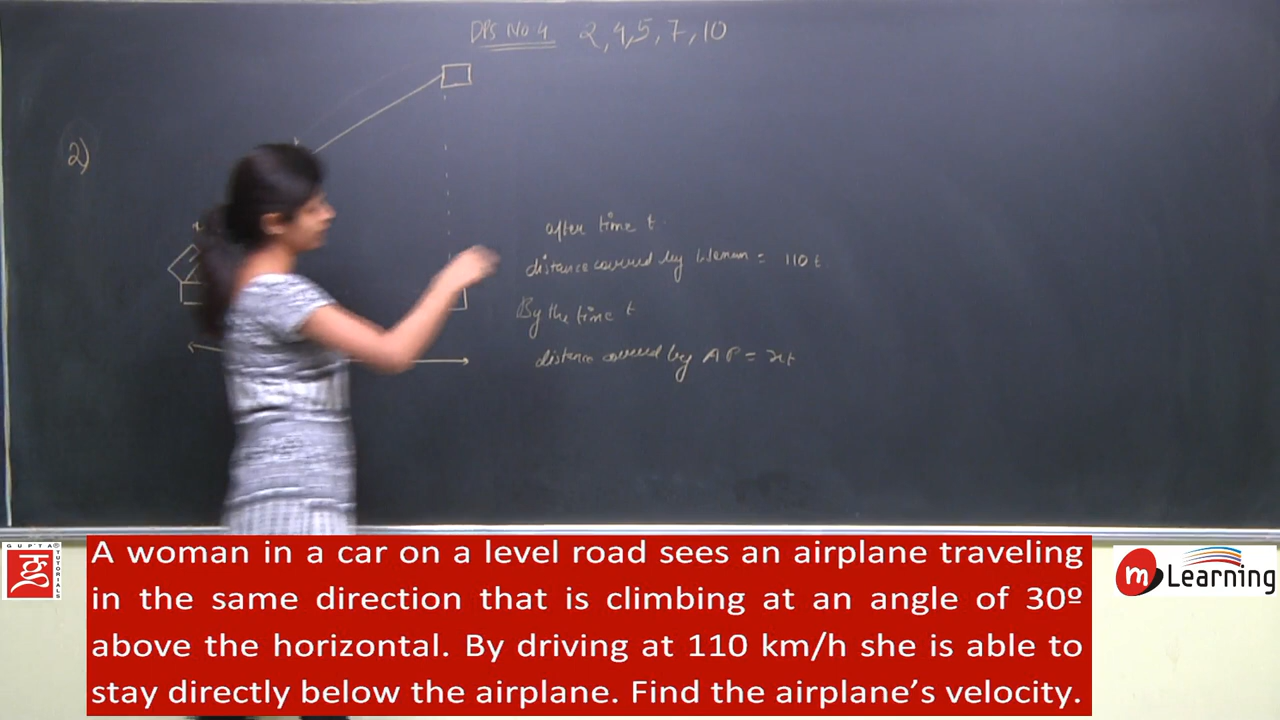 DPS No 4 2, 4, 5, 7, 10
2)
after time t
distance covered by Woman = 110t
By the time t
distance covered by AP = xt
GUPTA
TUTORIALS
A woman in a car on a level road sees an airplane traveling
in the same direction that is climbing at an angle of 30º
above the horizontal. By driving at 110 km/h she is able to
stay directly below the airplane. Find the airplane’s velocity.
m Learning